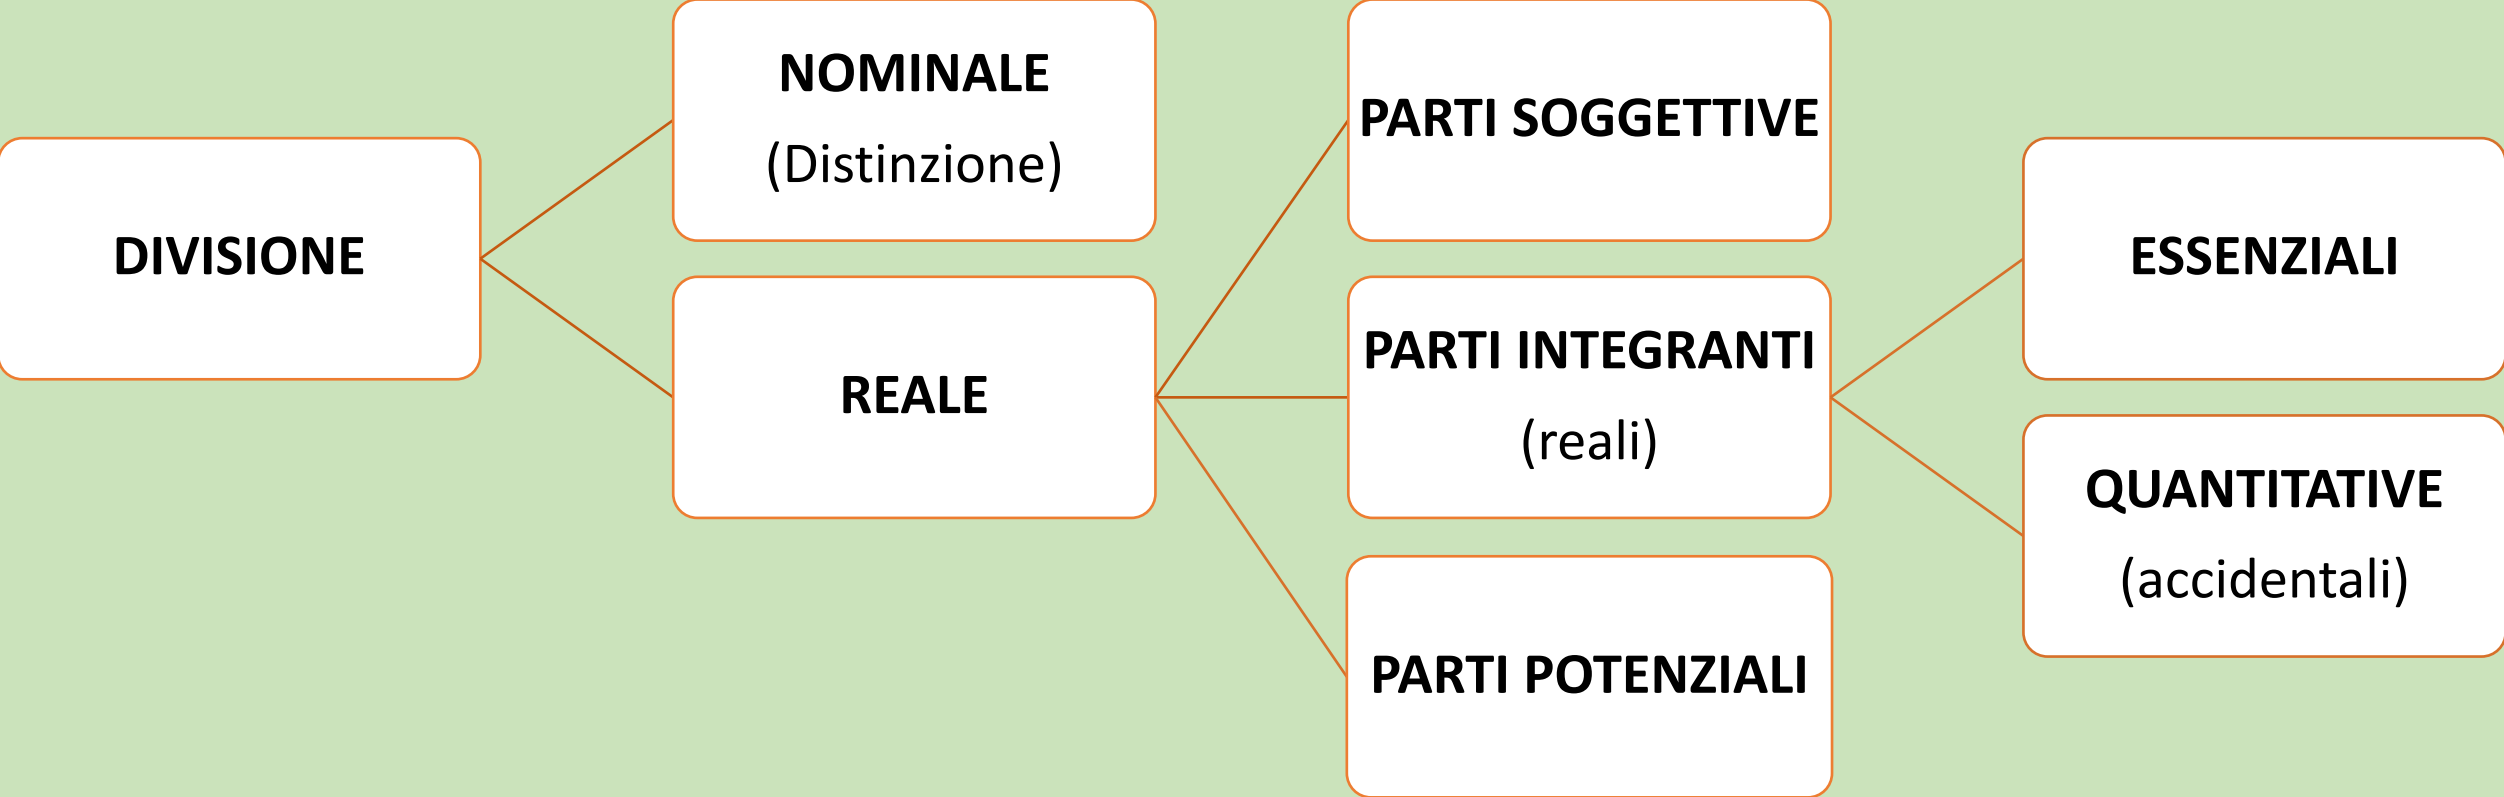 DIVISIONE
NOMINALE
(Distinzione)
REALE
PARTI SOGGETTIVE
PARTI INTEGRANTI
(reali)
PARTI POTENZIALI
ESSENZIALI
QUANTITATIVE
(accidentali)